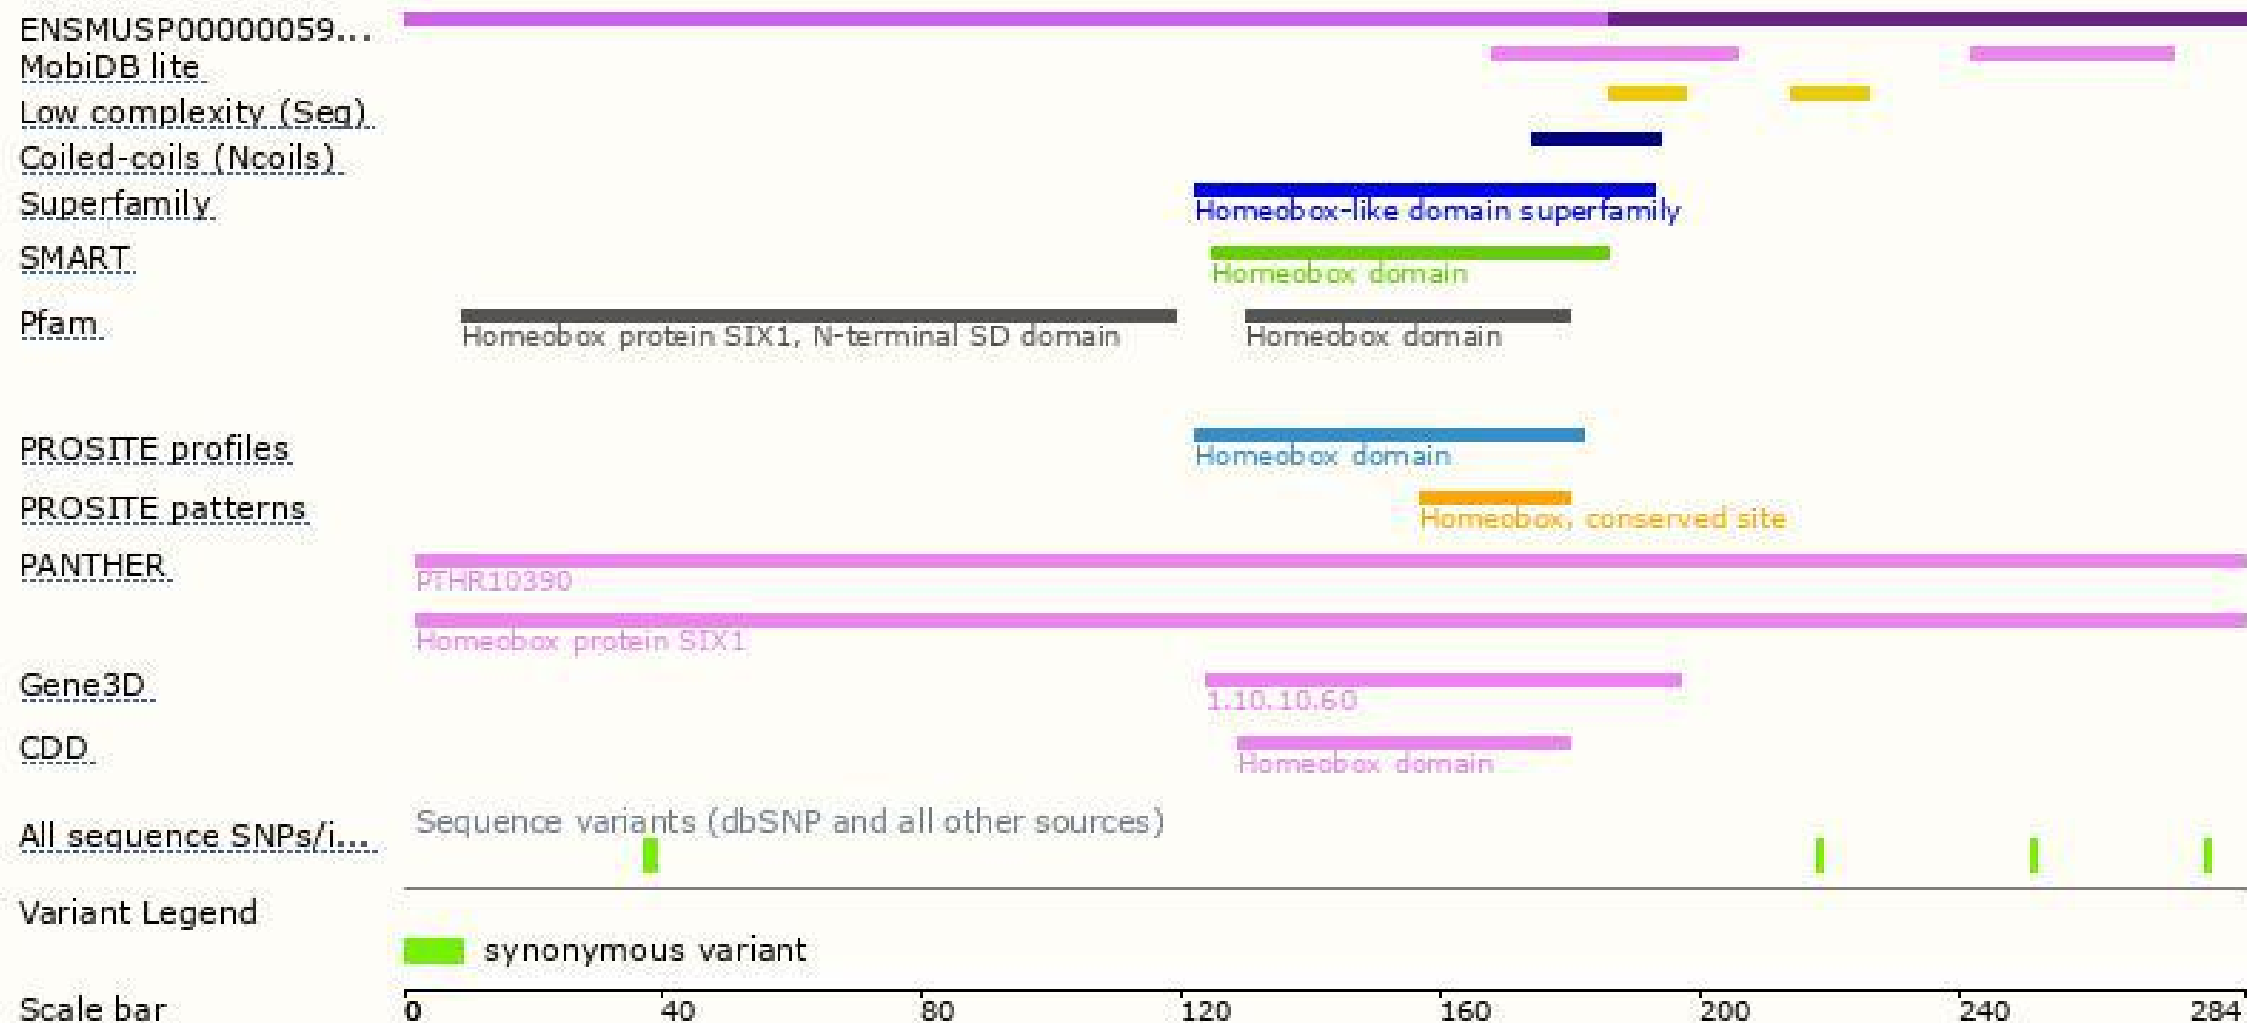 ENSMUSP00000059...
MobiDB lite
Low complexity (Seg)
Coiled-coils (Ncoils)
Superfamily
Homeobox-like domain superfamily
SMART
Homeobox domain
Pfam
Homeobox protein SIX1, N-terminal SD domain Homeobox domain
PROSITE profiles
Homeobox domain
PROSITE patterns
Homeobox, conserved site
PANTHER
PTHR10390
Homeobox protein SIX1
Gene3D
1.10.10.60
CDD
Homeobox domain
Sequence variants (dbSNP and all other sources)
All sequence SNPs/i...
Variant Legend
synonymous variant
Scale bar 0 40 80 120 160 200 240 284